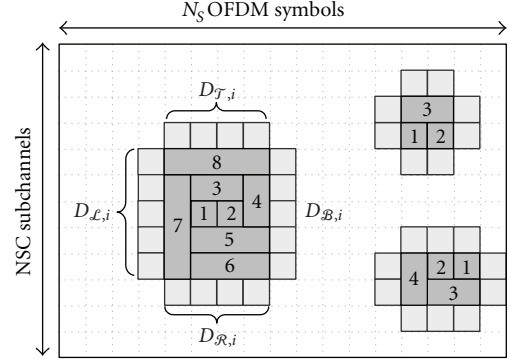 N_S OFDM symbols
NSC subchannels
D_𝒯,i
D_ℒ,i
D_ℬ,i
D_ℛ,i
8
3
7
1 2
4
5
6
3
1 2
4
2 1
3